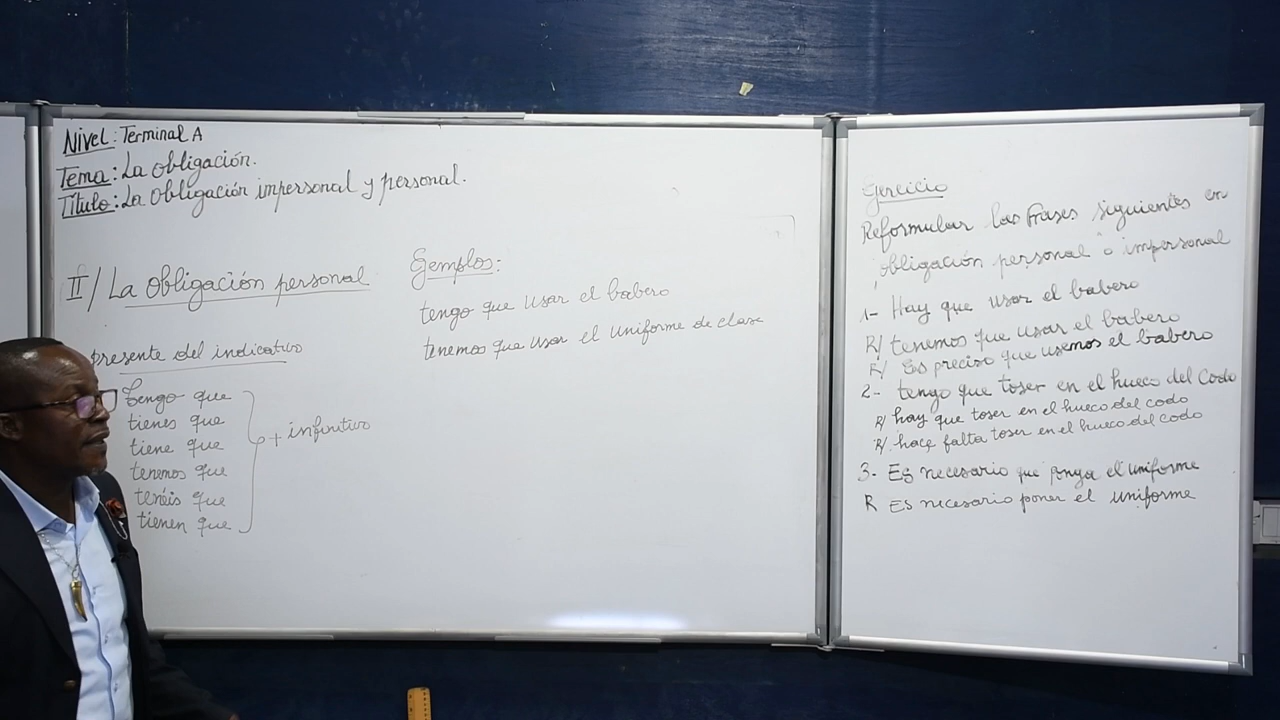 Nivel: Terminal A
Tema: La obligación.
Título: La obligación impersonal y personal.
II/ La obligación personal
presente del indicativo
tengo que
tienes que
tiene que
tenemos que
tenéis que
tienen que
+ infinitivo
Ejemplos:
tengo que usar el babero
tenemos que usar el uniforme de clase
Ejercicio
Reformular las frases siguientes en
obligación personal o impersonal
1- Hay que usar el babero
R/ tenemos que usar el babero
R/ Es preciso que usemos el babero
2- tengo que toser en el hueco del codo
R/ hay que toser en el hueco del codo
R/ hace falta toser en el hueco del codo
3- Es necesario que ponga el uniforme
R Es necesario poner el uniforme